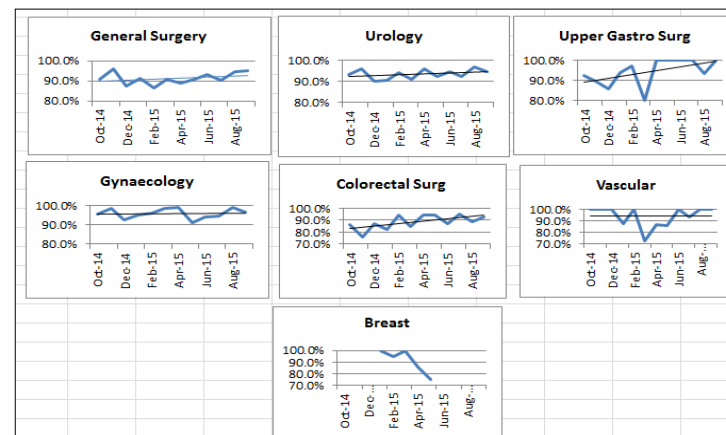 General Surgery
100.0%
90.0%
80.0%
Oct-14
Dec-14
Feb-15
Apr-15
Jun-15
Aug-15
Urology
100.0%
90.0%
80.0%
Oct-14
Dec-14
Feb-15
Apr-15
Jun-15
Aug-15
Upper Gastro Surg
100.0%
90.0%
80.0%
Oct-14
Dec-14
Feb-15
Apr-15
Jun-15
Aug-15
Gynaecology
100.0%
90.0%
80.0%
Oct-14
Dec-14
Feb-15
Apr-15
Jun-15
Aug-15
Colorectal Surg
100.0%
90.0%
80.0%
70.0%
Oct-14
Dec-14
Feb-15
Apr-15
Jun-15
Aug-15
Vascular
100.0%
90.0%
80.0%
70.0%
Oct-14
Dec-14
Feb-15
Apr-15
Jun-15
Aug-...
Breast
100.0%
90.0%
80.0%
70.0%
Oct-14
Dec-...
Feb-15
Apr-15
Jun-15
Aug-...